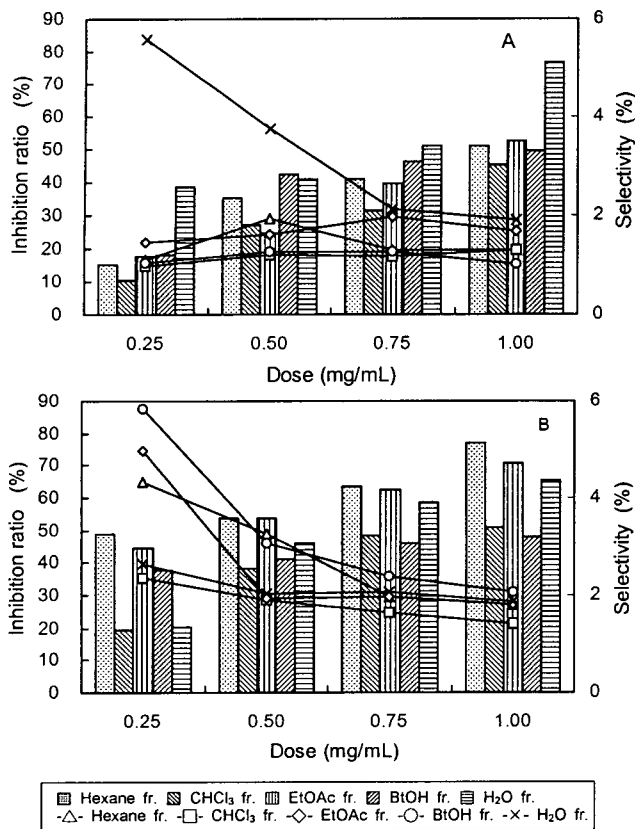 A
Inhibition ratio (%)
90
80
70
60
50
40
30
20
10
0
Selectivity (%)
6
4
2
0
0.25 0.50 0.75 1.00
Dose (mg/mL)
B
Inhibition ratio (%)
90
80
70
60
50
40
30
20
10
0
Selectivity (%)
6
4
2
0
0.25 0.50 0.75 1.00
Dose (mg/mL)
Hexane fr. CHCl₃ fr. EtOAc fr. BtOH fr. H₂O fr.
Hexane fr. CHCl₃ fr. EtOAc fr. BtOH fr. H₂O fr.